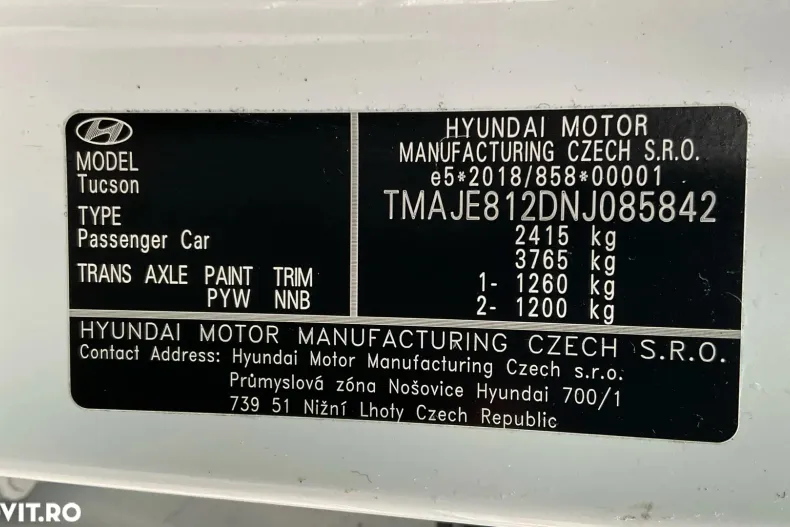 MODEL
Tucson
TYPE
Passenger Car
TRANS AXLE PAINT TRIM
PYW NNB
HYUNDAI MOTOR
MANUFACTURING CZECH S.R.O.
e5*2018/858*00001
TMAJE812DNJ085842
2415 kg
3765 kg
1- 1260 kg
2- 1200 kg
HYUNDAI MOTOR MANUFACTURING CZECH S.R.O.
Contact Address: Hyundai Motor Manufacturing Czech s.r.o.
Průmyslová zóna Nošovice Hyundai 700/1
739 51 Nižní Lhoty Czech Republic
VIT.RO